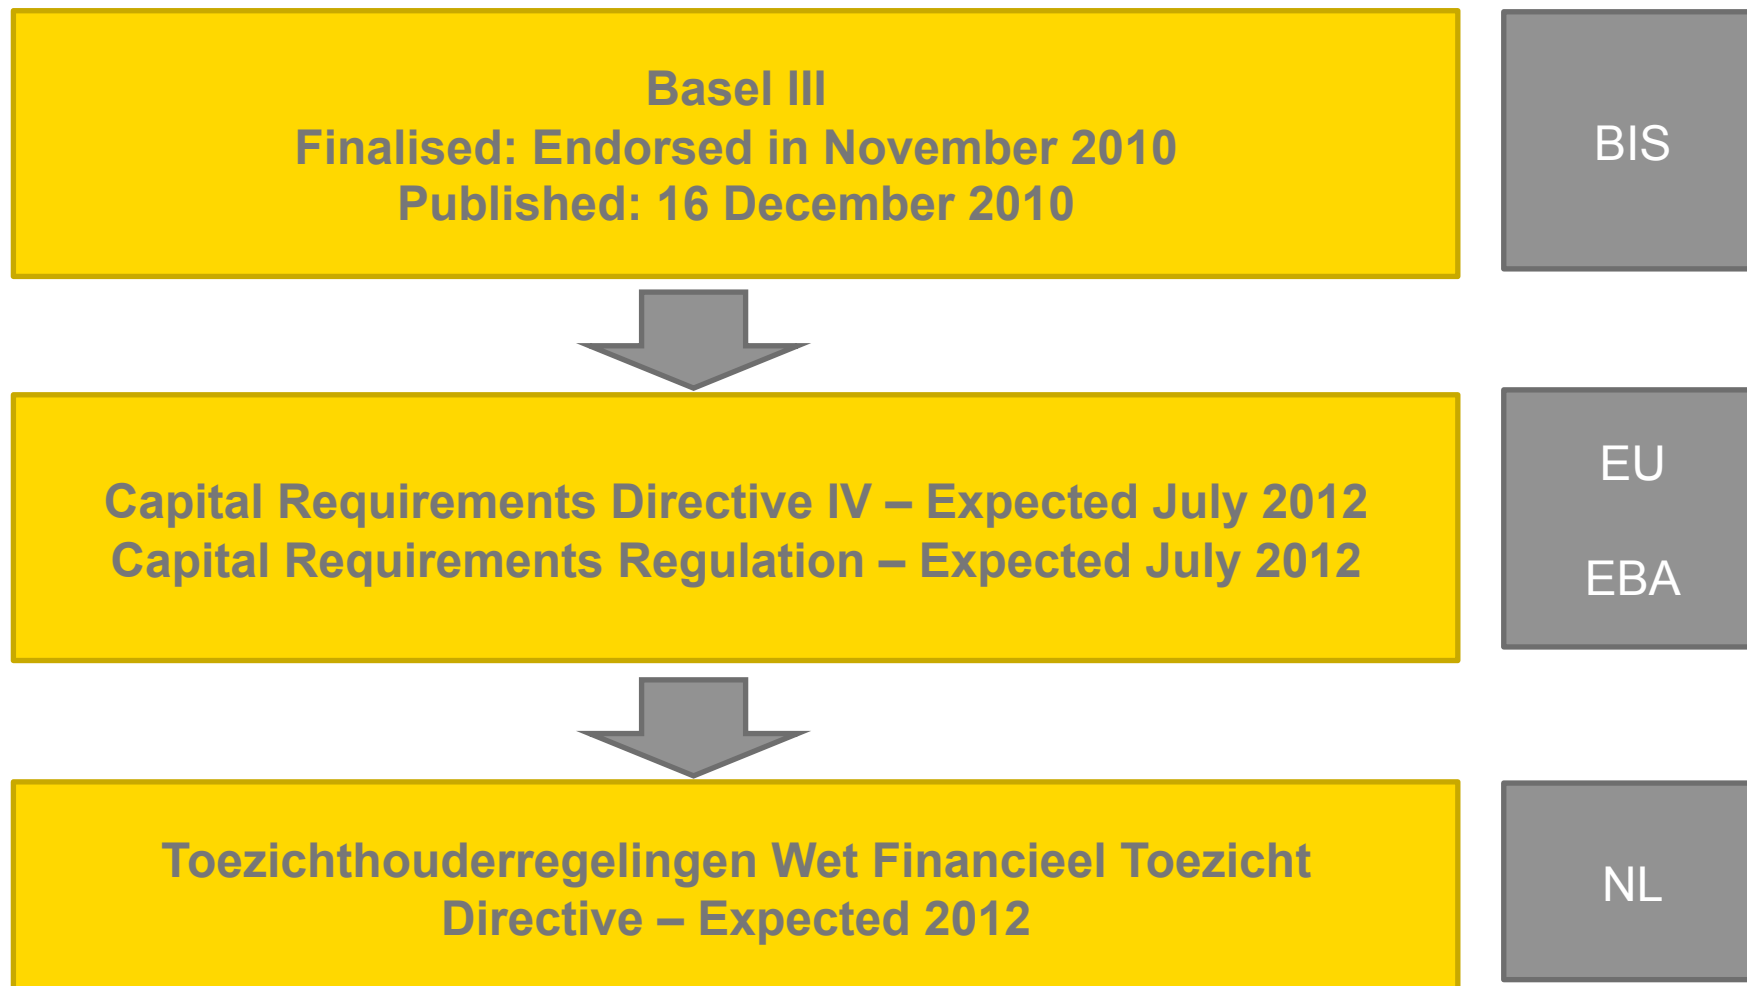 Basel III
Finalised: Endorsed in November 2010
Published: 16 December 2010
BIS
Capital Requirements Directive IV – Expected July 2012
Capital Requirements Regulation – Expected July 2012
EU
EBA
Toezichthouderregelingen Wet Financieel Toezicht
Directive – Expected 2012
NL